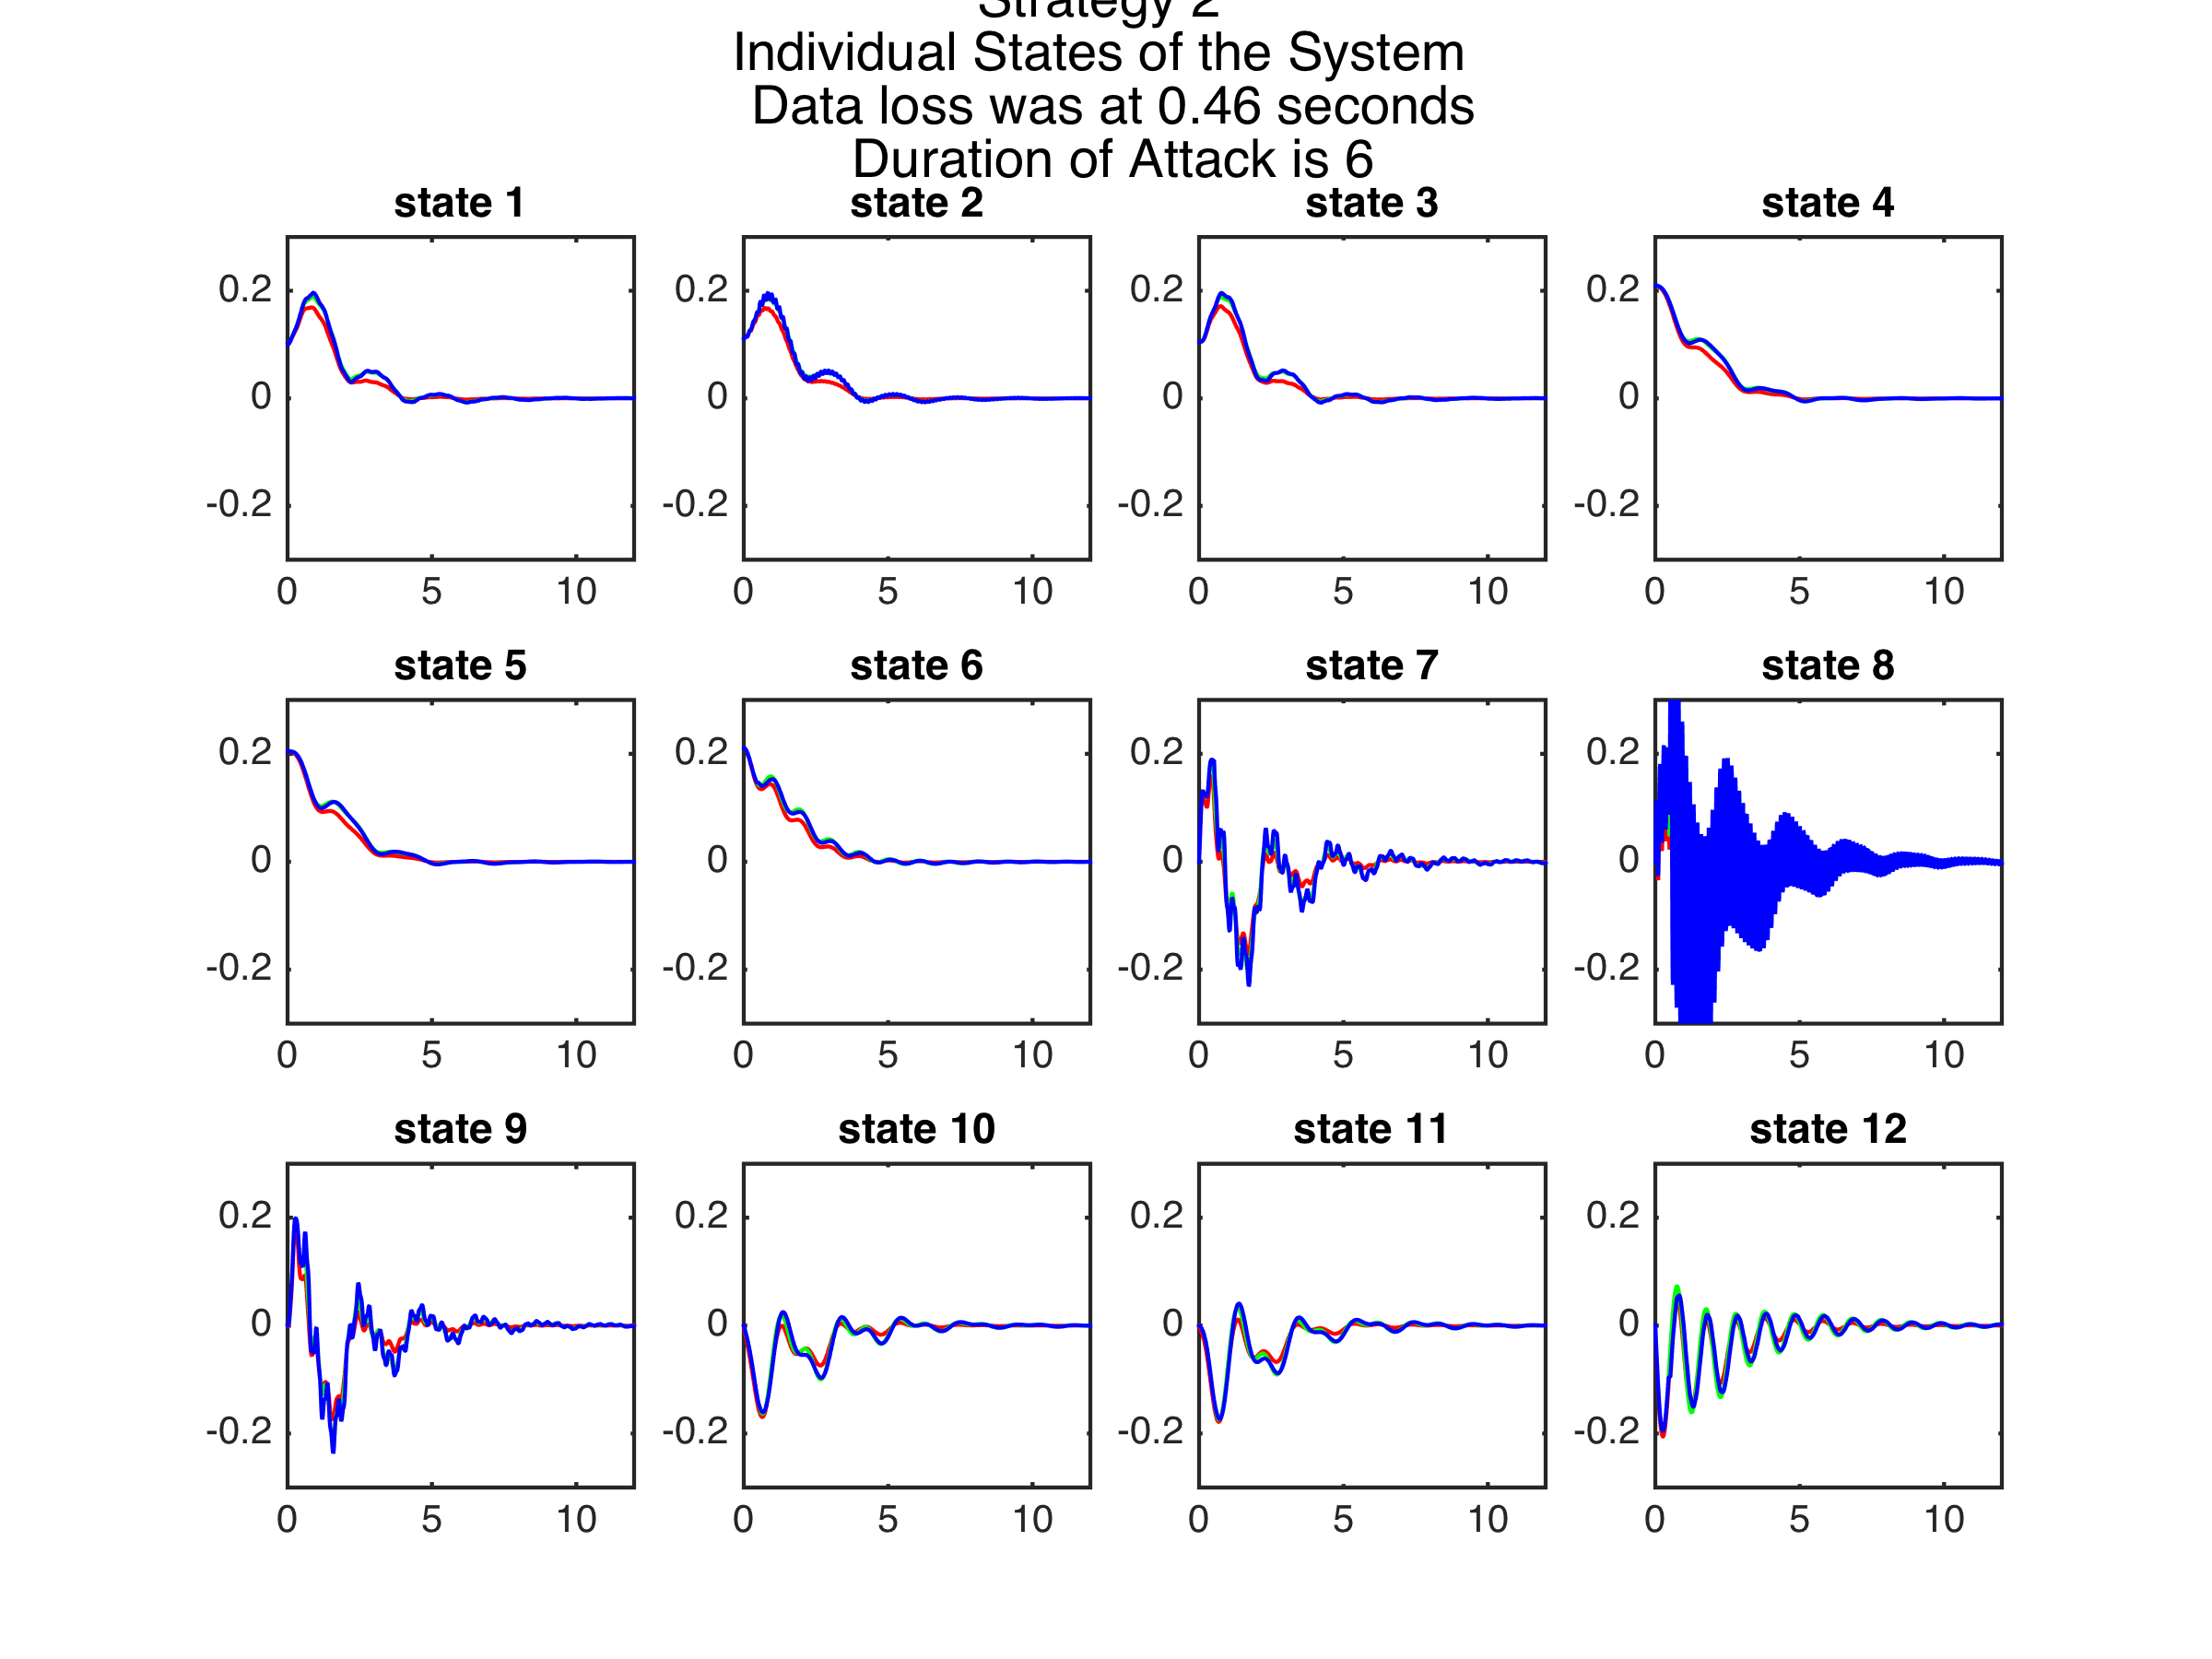 Strategy 2
Individual States of the System
Data loss was at 0.46 seconds
Duration of Attack is 6
state 1 state 2 state 3 state 4
0.2 0.2 0.2 0.2
0 0 0 0
-0.2 -0.2 -0.2 -0.2
0 5 10 0 5 10 0 5 10 0 5 10
state 5 state 6 state 7 state 8
0.2 0.2 0.2 0.2
0 0 0 0
-0.2 -0.2 -0.2 -0.2
0 5 10 0 5 10 0 5 10 0 5 10
state 9 state 10 state 11 state 12
0.2 0.2 0.2 0.2
0 0 0 0
-0.2 -0.2 -0.2 -0.2
0 5 10 0 5 10 0 5 10 0 5 10